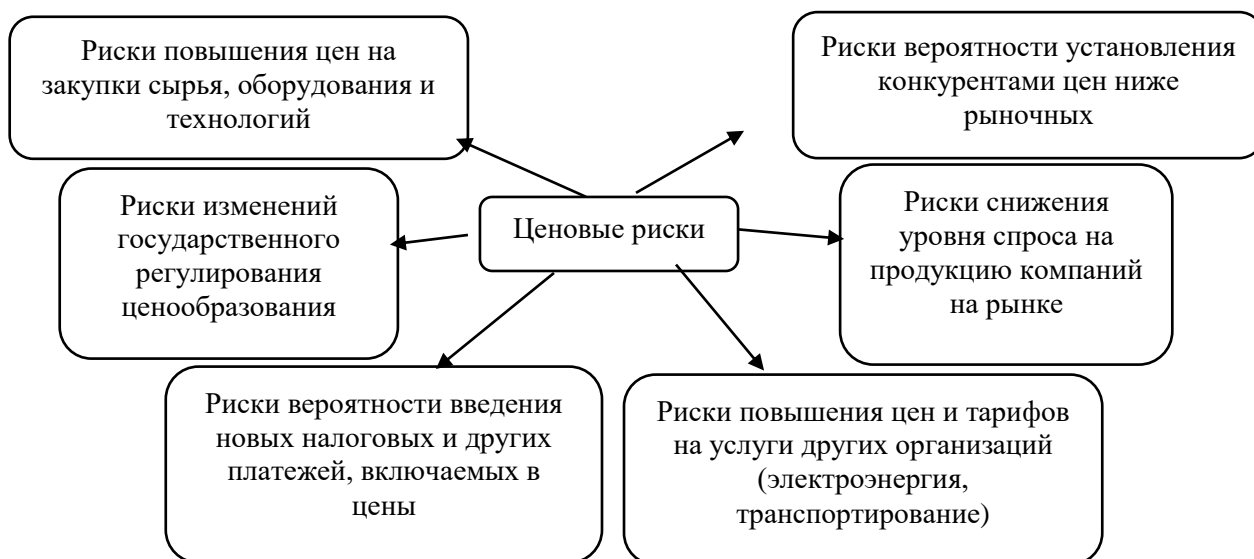 Риски повышения цен на
закупки сырья, оборудования и
технологий
Риски вероятности установления
конкурентами цен ниже
рыночных
Риски изменений
государственного
регулирования
ценообразования
Ценовые риски
Риски снижения
уровня спроса на
продукцию компаний
на рынке
Риски вероятности введения
новых налоговых и других
платежей, включаемых в
цены
Риски повышения цен и тарифов
на услуги других организаций
(электроэнергия,
транспортирование)